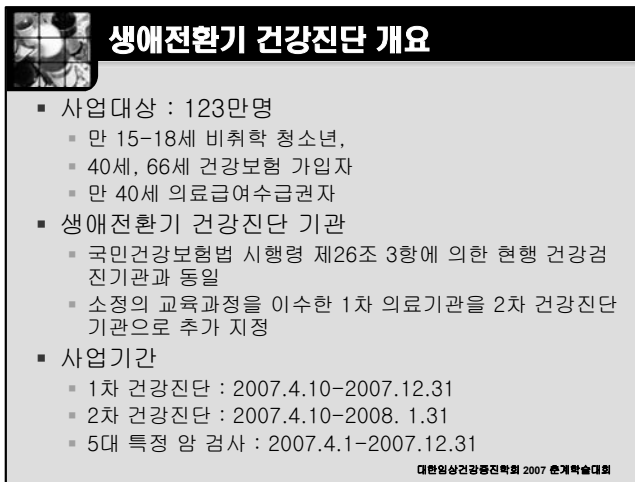 생애전환기 건강진단 개요
사업대상 : 123만명
만 15-18세 비취학 청소년,
40세, 66세 건강보험 가입자
만 40세 의료급여수급권자
생애전환기 건강진단 기관
국민건강보험법 시행령 제26조 3항에 의한 현행 건강검
진기관과 동일
소정의 교육과정을 이수한 1차 의료기관을 2차 건강진단
기관으로 추가 지정
사업기간
1차 건강진단 : 2007.4.10-2007.12.31
2차 건강진단 : 2007.4.10-2008. 1.31
5대 특정 암 검사 : 2007.4.1-2007.12.31
대한임상건강증진학회 2007 춘계학술대회